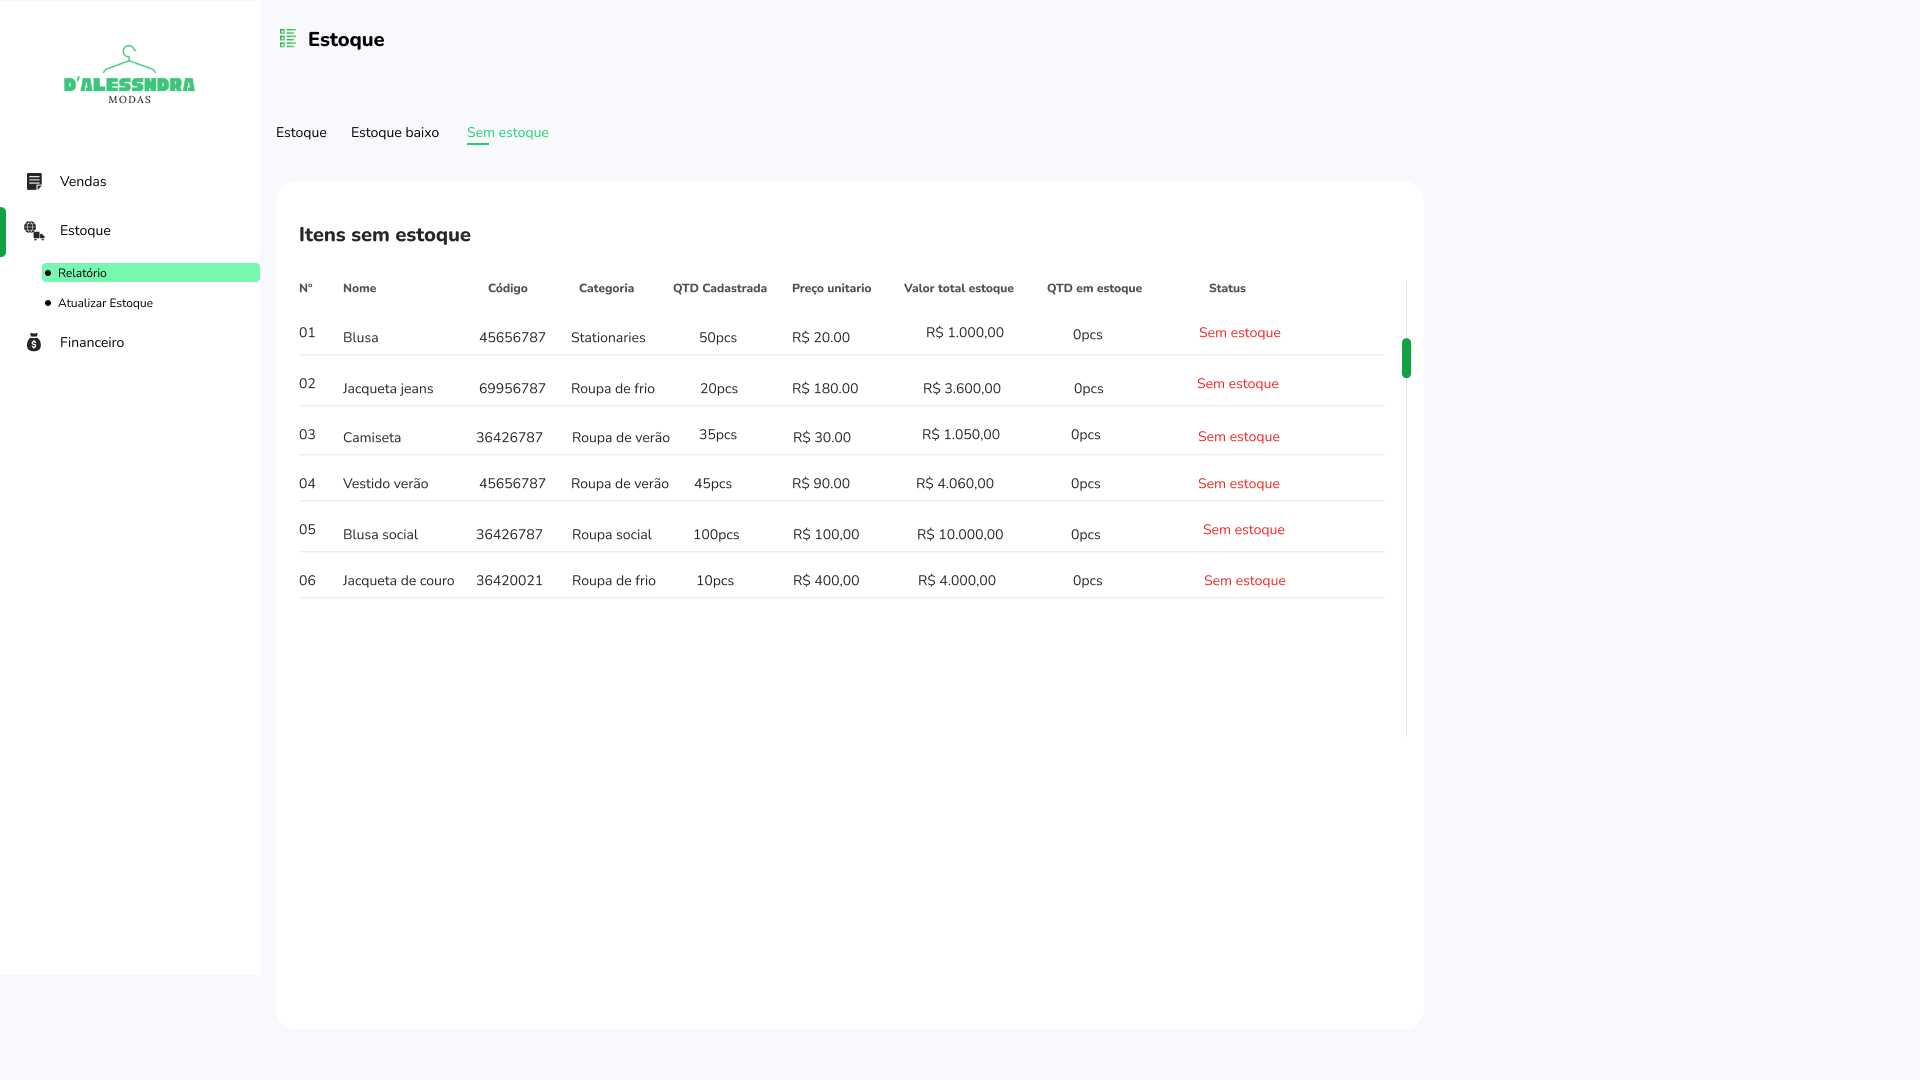 D'ALESSNDRA
MODAS
Vendas
Estoque
Relatório
Atualizar Estoque
Financeiro
Estoque
Estoque Estoque baixo Sem estoque
Itens sem estoque
Nº Nome Código Categoria QTD Cadastrada Preço unitario Valor total estoque QTD em estoque Status
01 Blusa 45656787 Stationaries 50pcs R$ 20.00 R$ 1.000,00 0pcs Sem estoque
02 Jacqueta jeans 69956787 Roupa de frio 20pcs R$ 180.00 R$ 3.600,00 0pcs Sem estoque
03 Camiseta 36426787 Roupa de verão 35pcs R$ 30.00 R$ 1.050,00 0pcs Sem estoque
04 Vestido verão 45656787 Roupa de verão 45pcs R$ 90.00 R$ 4.060,00 0pcs Sem estoque
05 Blusa social 36426787 Roupa social 100pcs R$ 100,00 R$ 10.000,00 0pcs Sem estoque
06 Jacqueta de couro 36420021 Roupa de frio 10pcs R$ 400,00 R$ 4.000,00 0pcs Sem estoque